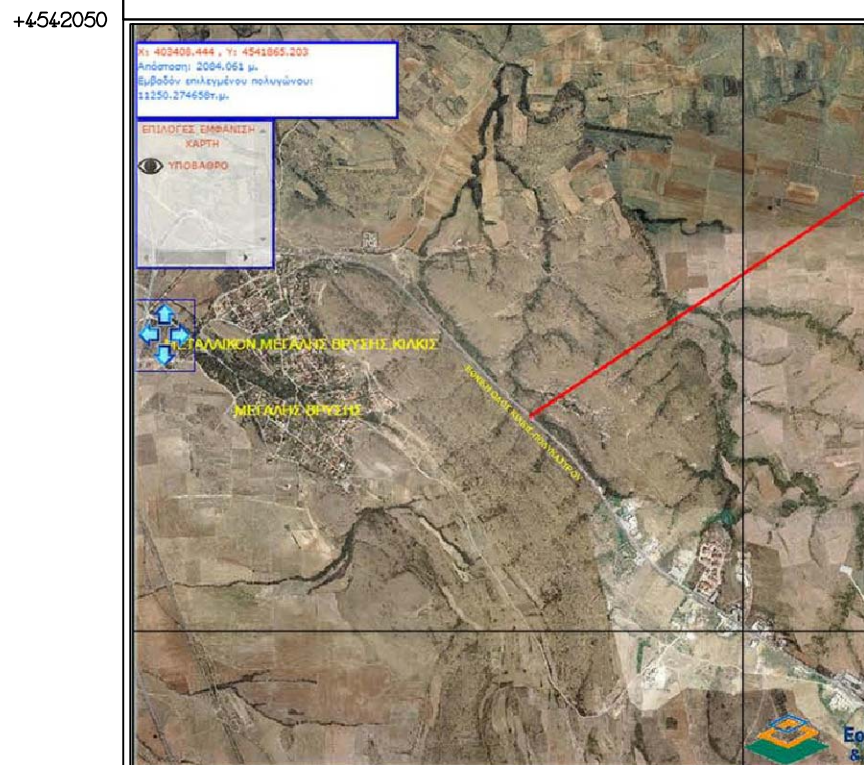 +4542050
X: 403408.444 , Y: 4541865.203
Απόσταση: 2084.061 μ.
Εμβαδόν επιλεγμένου πολυγώνου:
11250.274658τ.μ.
ΕΠΙΛΟΓΕΣ ΕΜΦΑΝΙΣΗ
ΧΑΡΤΗ
ΥΠΟΒΑΘΡΟ
ΜΕΓΑΛΗΣ ΒΡΥΣΗΣ,ΚΙΛΚΙΣ
ΜΕΓΑΛΗΣ ΒΡΥΣΗΣ